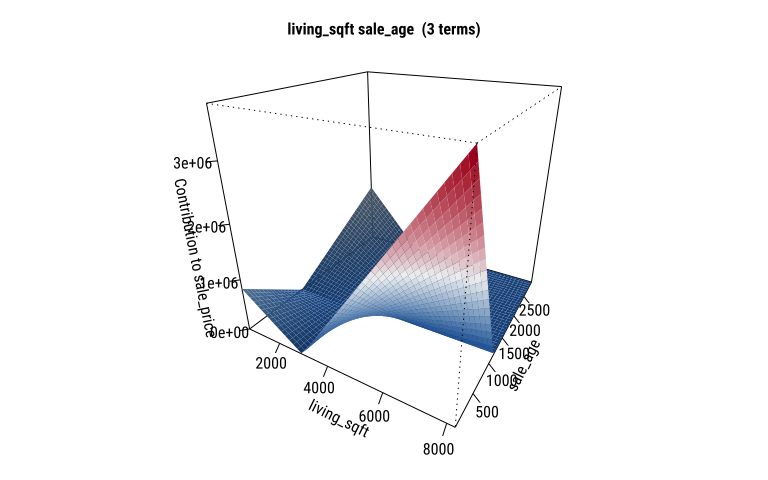 living_sqft sale_age (3 terms)
3e+06
2e+06
1e+06
0e+00
Contribution to sale_price
2000
4000
6000
8000
living_sqft
500
1000
1500
2000
2500
sale_age